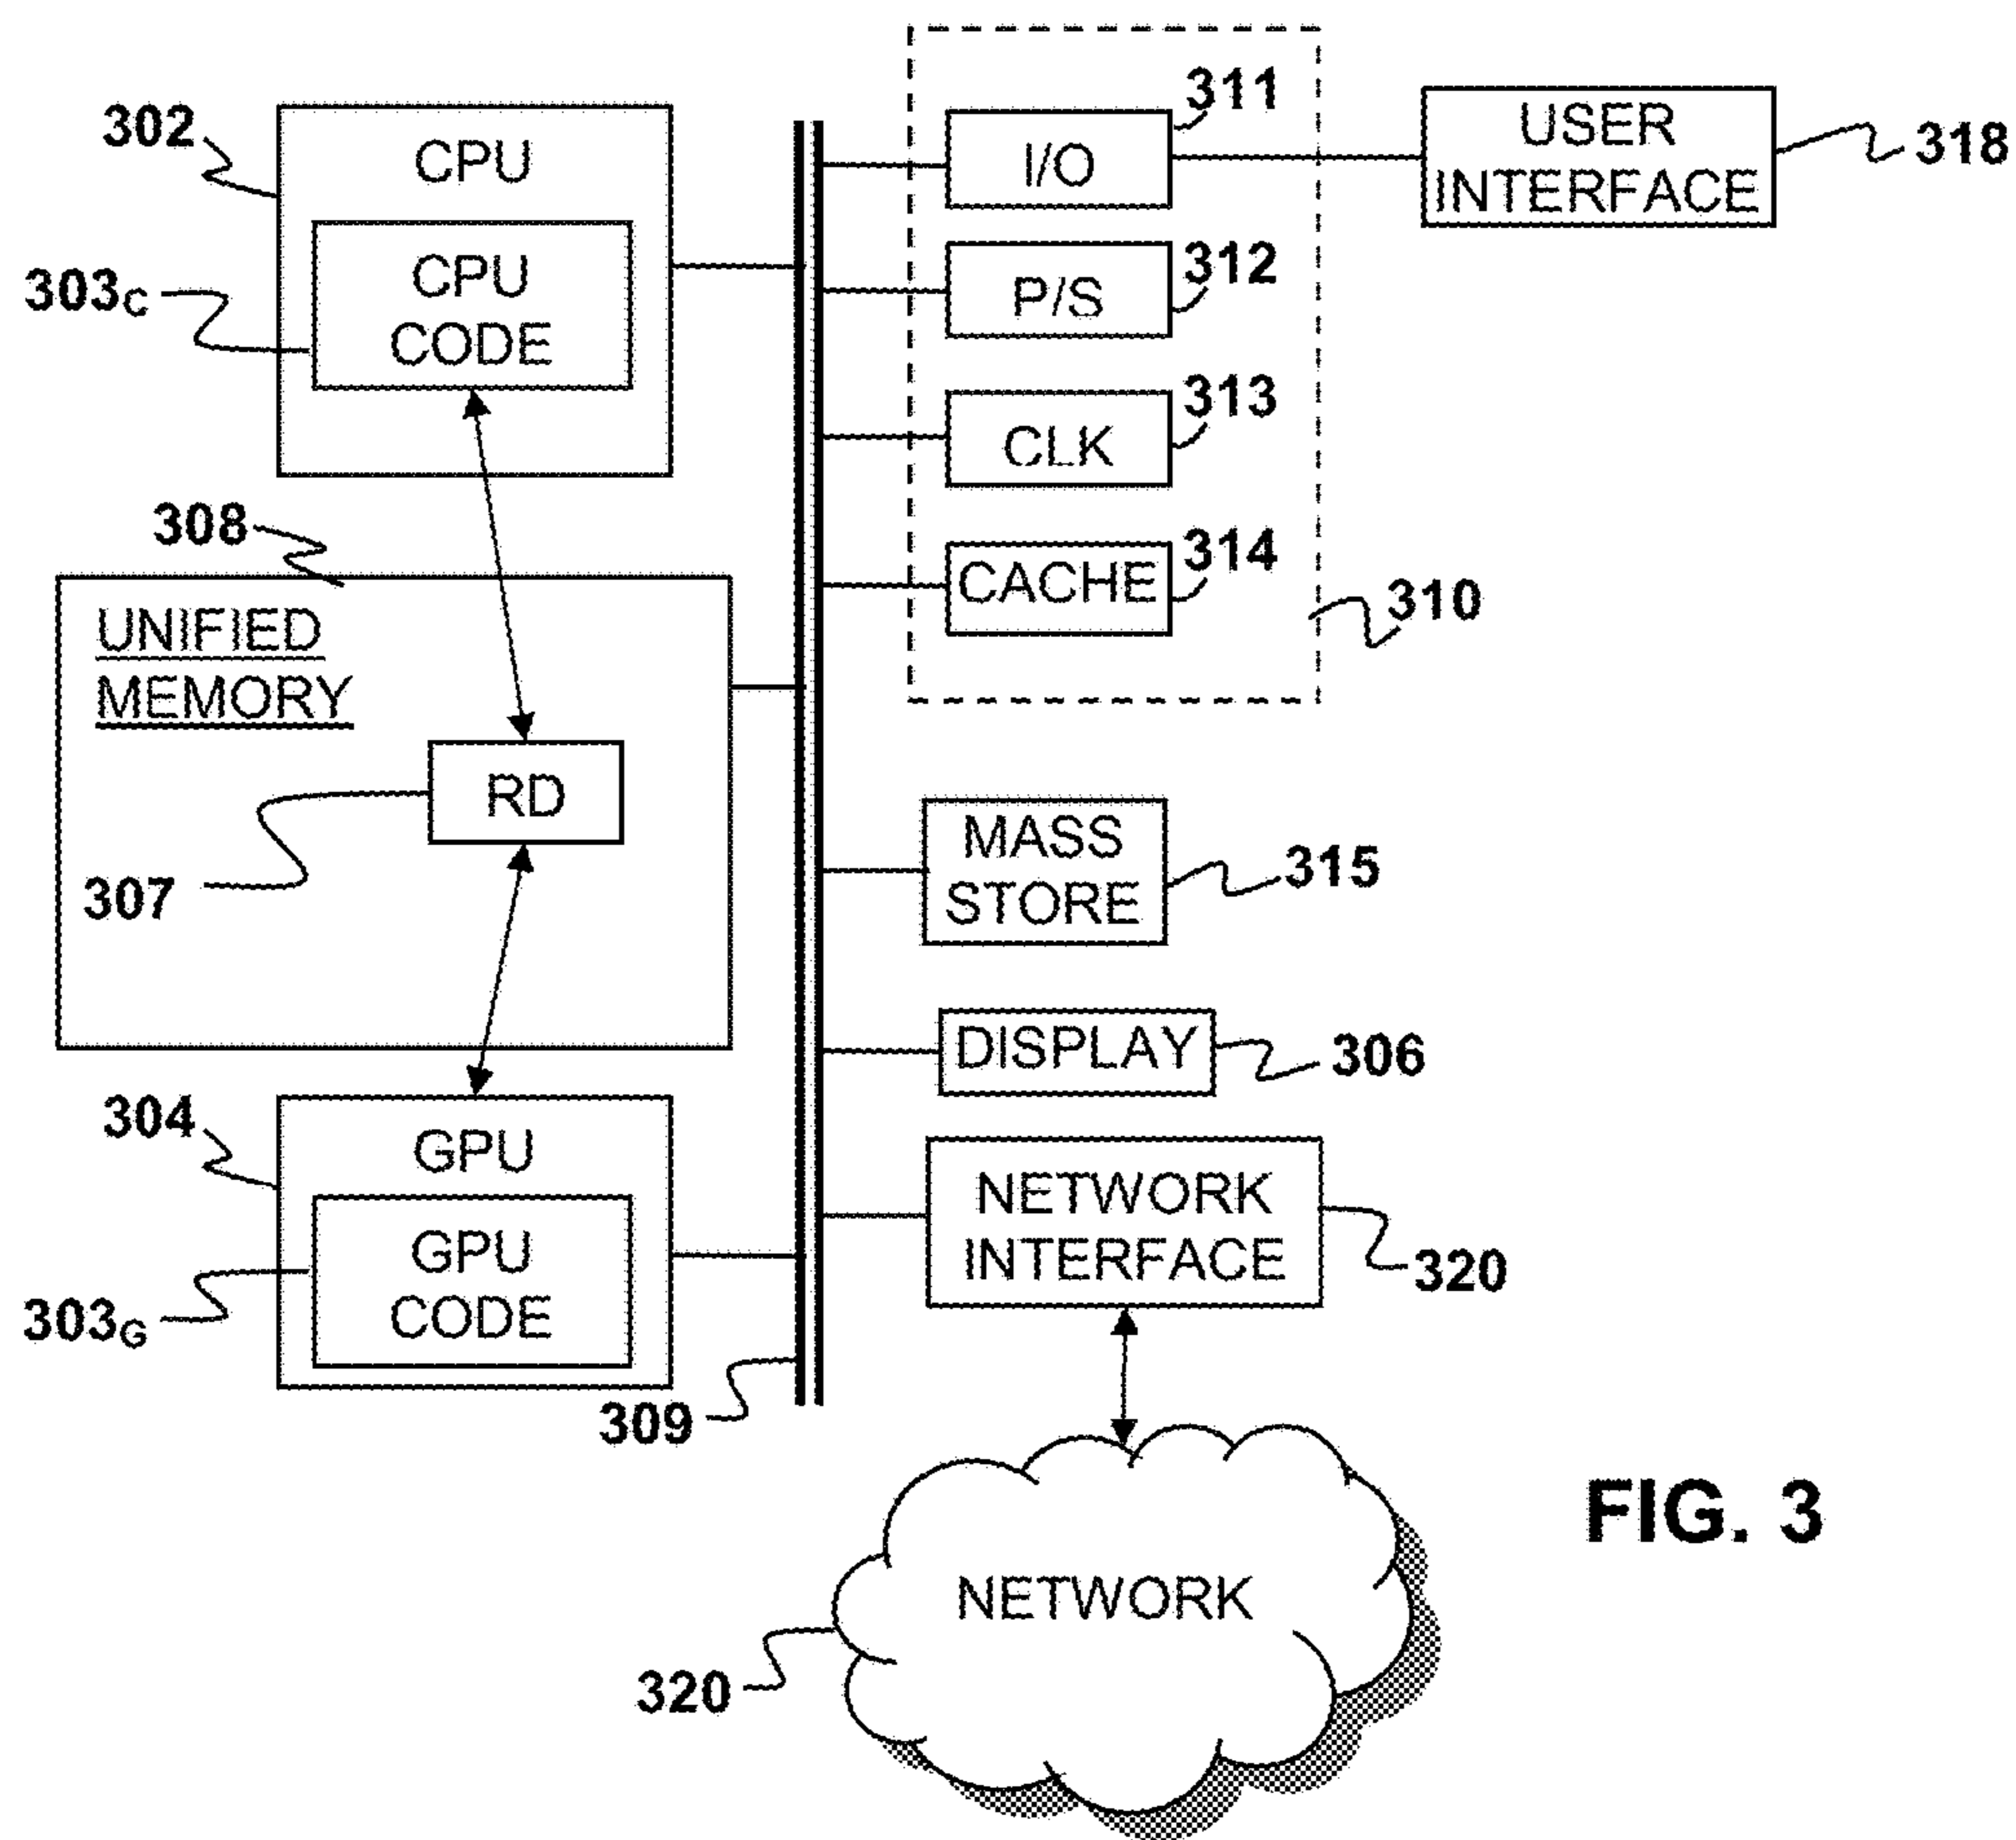 302
CPU
303C
CPU
CODE
308
UNIFIED
MEMORY
RD
307
304
GPU
303G
GPU
CODE
309
311
I/O
312
P/S
313
CLK
314
CACHE
310
USER
INTERFACE
318
MASS
STORE
315
DISPLAY
306
NETWORK
INTERFACE
320
NETWORK
320
FIG. 3